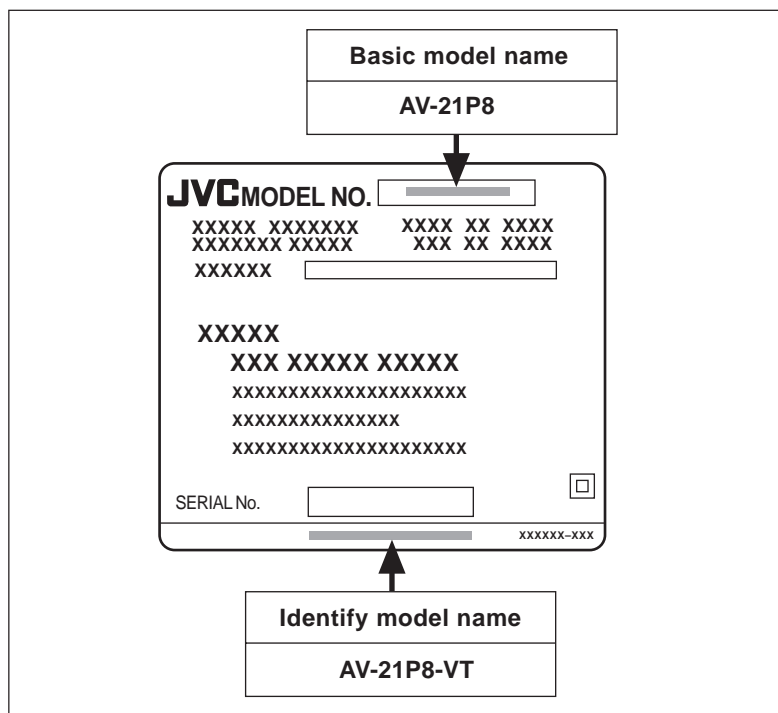 Basic model name
AV-21P8
JVC MODEL NO.
XXXXX XXXXXXX XXXX XX XXXX
XXXXXXX XXXXX XXX XX XXXX
XXXXXX
XXXXX
XXX XXXXX XXXXX
XXXXXXXXXXXXXXXXXXXXX
XXXXXXXXXXXXXXX
XXXXXXXXXXXXXXXXXXXXX
SERIAL No.
XXXXXX–XXX
Identify model name
AV-21P8-VT